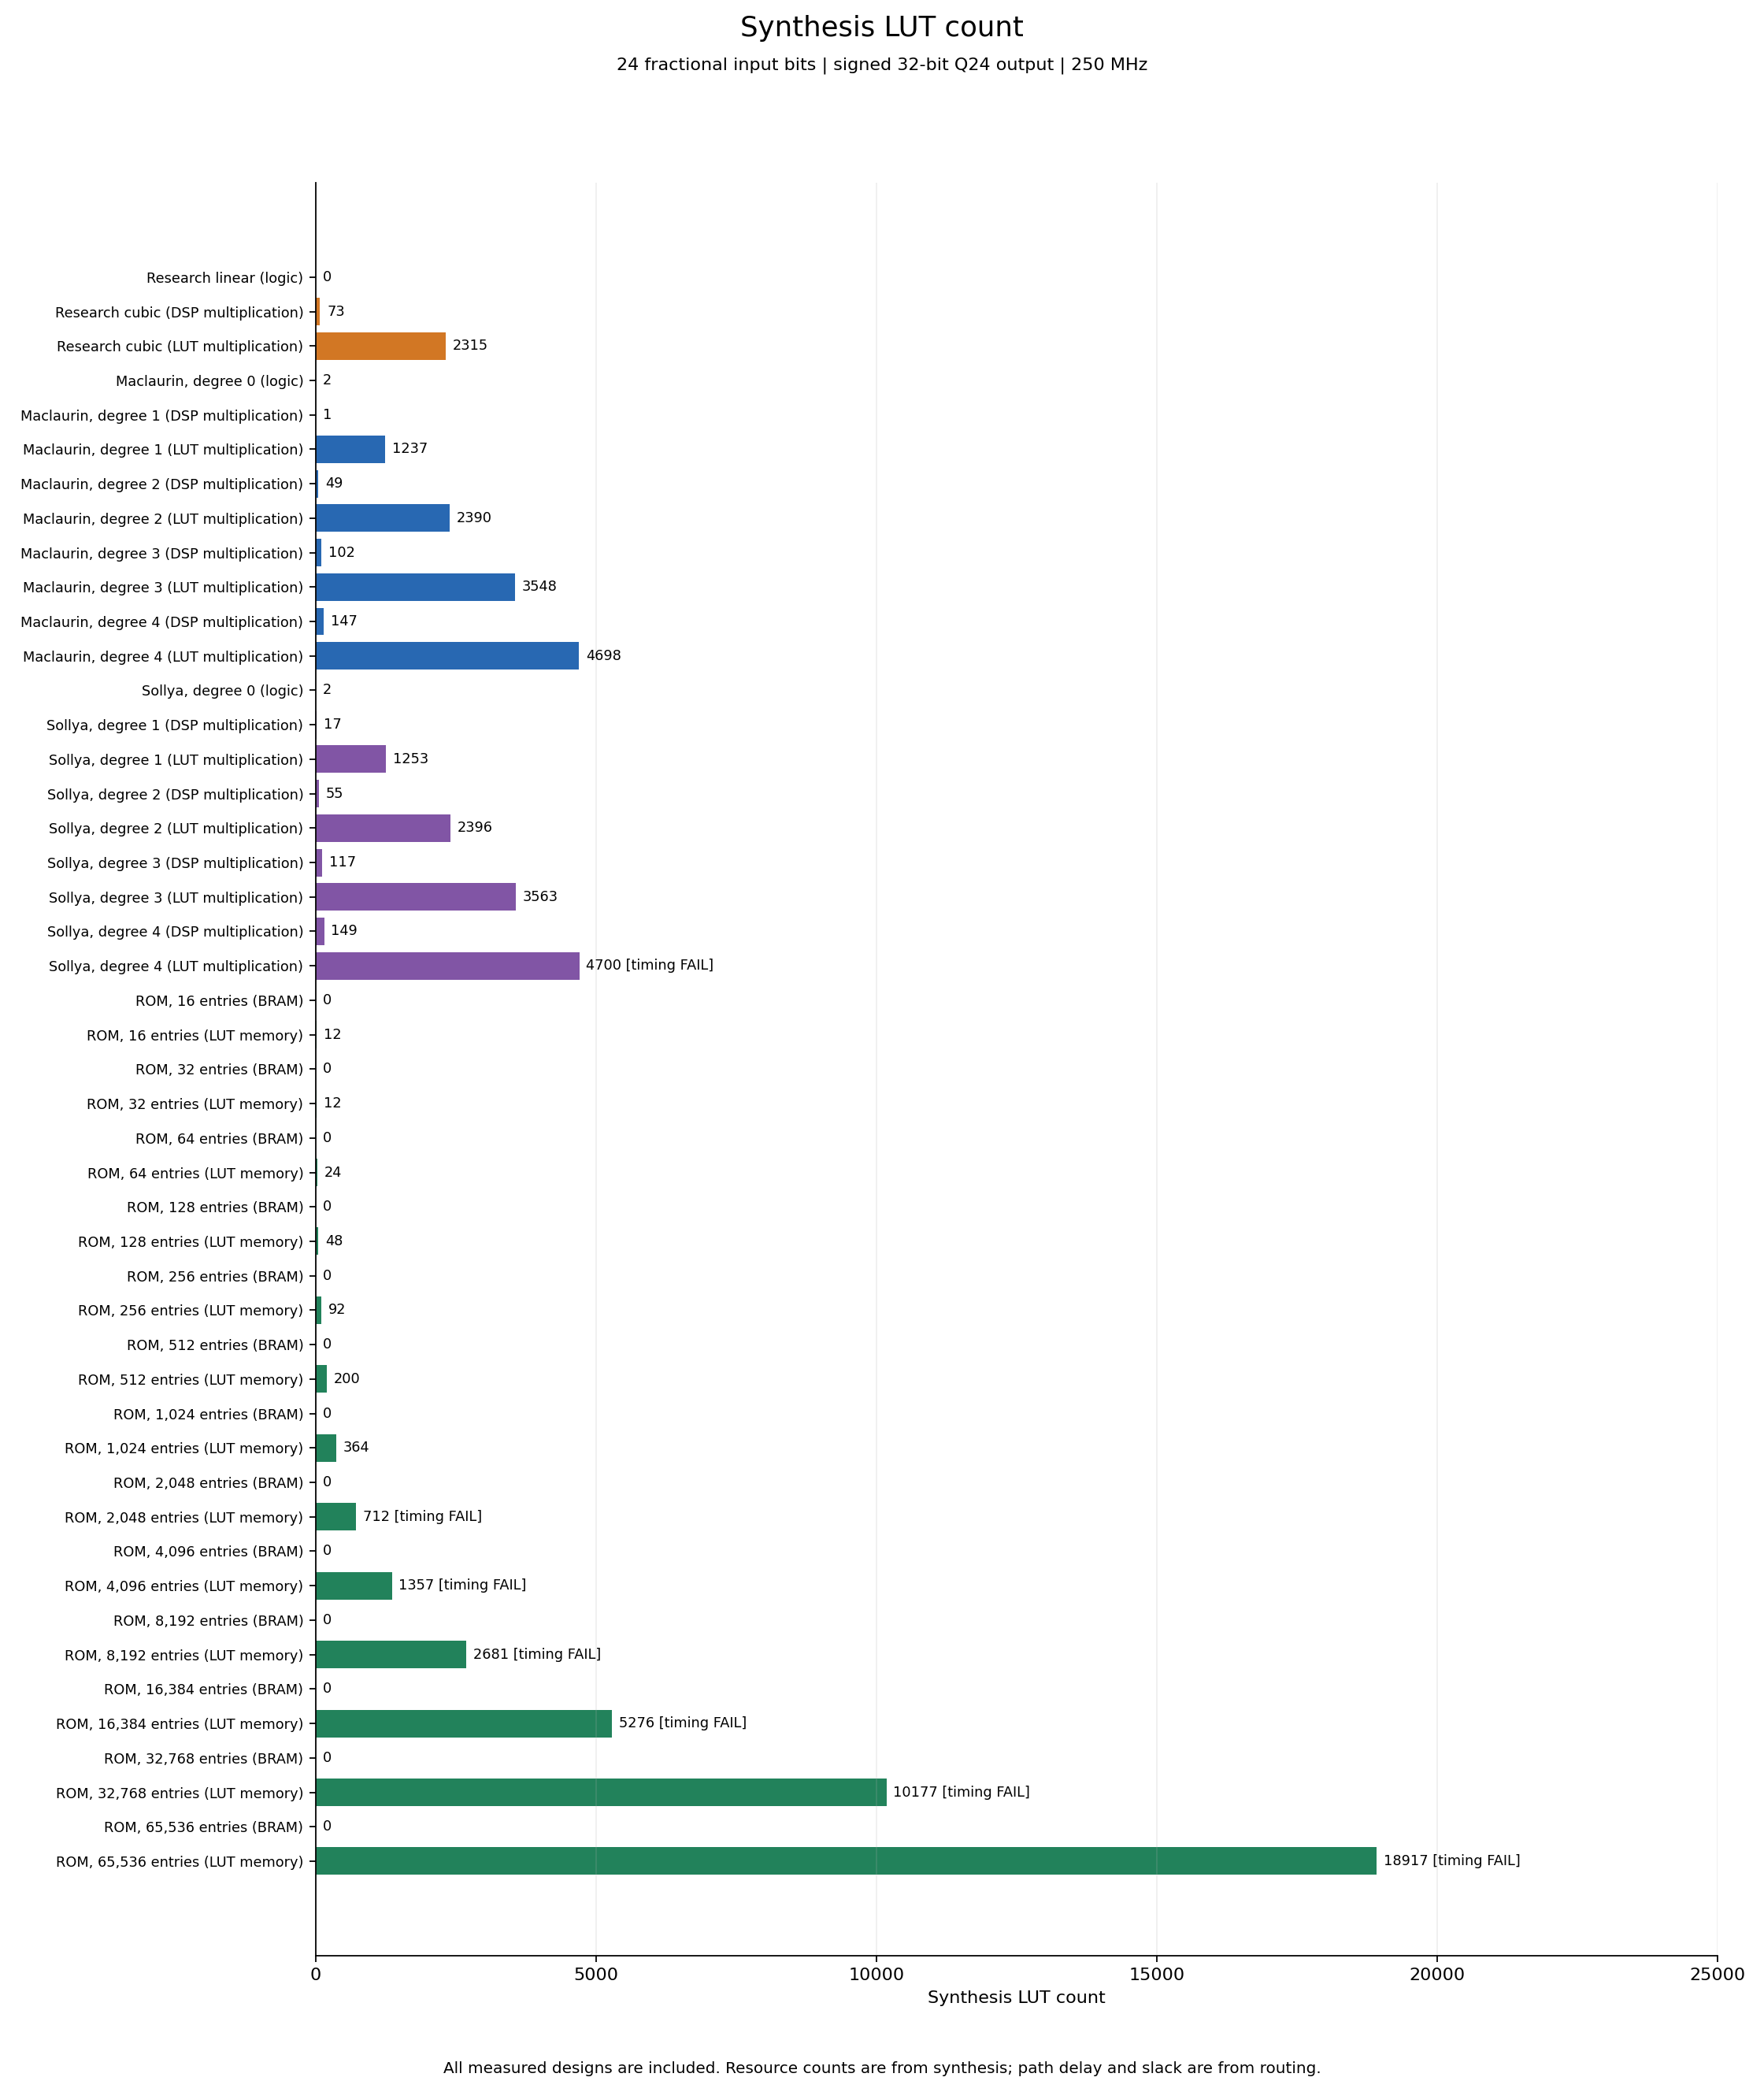 Synthesis LUT count
24 fractional input bits | signed 32-bit Q24 output | 250 MHz
Research linear (logic) 0
Research cubic (DSP multiplication) 73
Research cubic (LUT multiplication) 2315
Maclaurin, degree 0 (logic) 2
Maclaurin, degree 1 (DSP multiplication) 1
Maclaurin, degree 1 (LUT multiplication) 1237
Maclaurin, degree 2 (DSP multiplication) 49
Maclaurin, degree 2 (LUT multiplication) 2390
Maclaurin, degree 3 (DSP multiplication) 102
Maclaurin, degree 3 (LUT multiplication) 3548
Maclaurin, degree 4 (DSP multiplication) 147
Maclaurin, degree 4 (LUT multiplication) 4698
Sollya, degree 0 (logic) 2
Sollya, degree 1 (DSP multiplication) 17
Sollya, degree 1 (LUT multiplication) 1253
Sollya, degree 2 (DSP multiplication) 55
Sollya, degree 2 (LUT multiplication) 2396
Sollya, degree 3 (DSP multiplication) 117
Sollya, degree 3 (LUT multiplication) 3563
Sollya, degree 4 (DSP multiplication) 149
Sollya, degree 4 (LUT multiplication) 4700 [timing FAIL]
ROM, 16 entries (BRAM) 0
ROM, 16 entries (LUT memory) 12
ROM, 32 entries (BRAM) 0
ROM, 32 entries (LUT memory) 12
ROM, 64 entries (BRAM) 0
ROM, 64 entries (LUT memory) 24
ROM, 128 entries (BRAM) 0
ROM, 128 entries (LUT memory) 48
ROM, 256 entries (BRAM) 0
ROM, 256 entries (LUT memory) 92
ROM, 512 entries (BRAM) 0
ROM, 512 entries (LUT memory) 200
ROM, 1,024 entries (BRAM) 0
ROM, 1,024 entries (LUT memory) 364
ROM, 2,048 entries (BRAM) 0
ROM, 2,048 entries (LUT memory) 712 [timing FAIL]
ROM, 4,096 entries (BRAM) 0
ROM, 4,096 entries (LUT memory) 1357 [timing FAIL]
ROM, 8,192 entries (BRAM) 0
ROM, 8,192 entries (LUT memory) 2681 [timing FAIL]
ROM, 16,384 entries (BRAM) 0
ROM, 16,384 entries (LUT memory) 5276 [timing FAIL]
ROM, 32,768 entries (BRAM) 0
ROM, 32,768 entries (LUT memory) 10177 [timing FAIL]
ROM, 65,536 entries (BRAM) 0
ROM, 65,536 entries (LUT memory) 18917 [timing FAIL]
0 5000 10000 15000 20000 25000
Synthesis LUT count
All measured designs are included. Resource counts are from synthesis; path delay and slack are from routing.